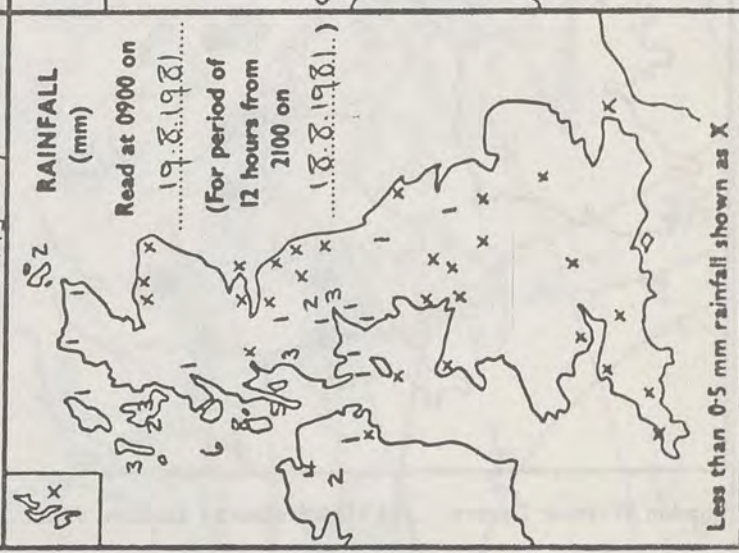 RAINFALL
(mm)
Read at 0900 on
19.8.1981
(For period of
12 hours from
2100 on
18.8.1981)
Less than 0·5 mm rainfall shown as X